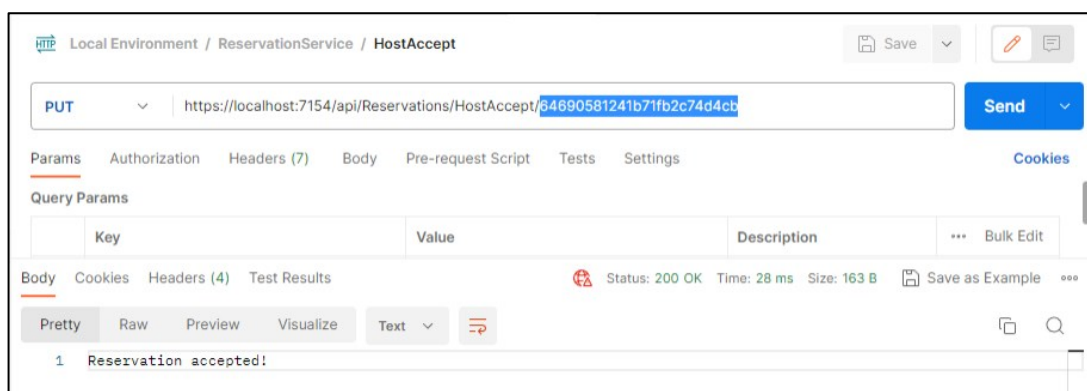 HTTP Local Environment / ReservationService / HostAccept Save
PUT https://localhost:7154/api/Reservations/HostAccept/64690581241b71fb2c74d4cb Send
Params Authorization Headers (7) Body Pre-request Script Tests Settings Cookies
Query Params
Key Value Description ••• Bulk Edit
Body Cookies Headers (4) Test Results Status: 200 OK Time: 28 ms Size: 163 B Save as Example
Pretty Raw Preview Visualize Text
1 Reservation accepted!